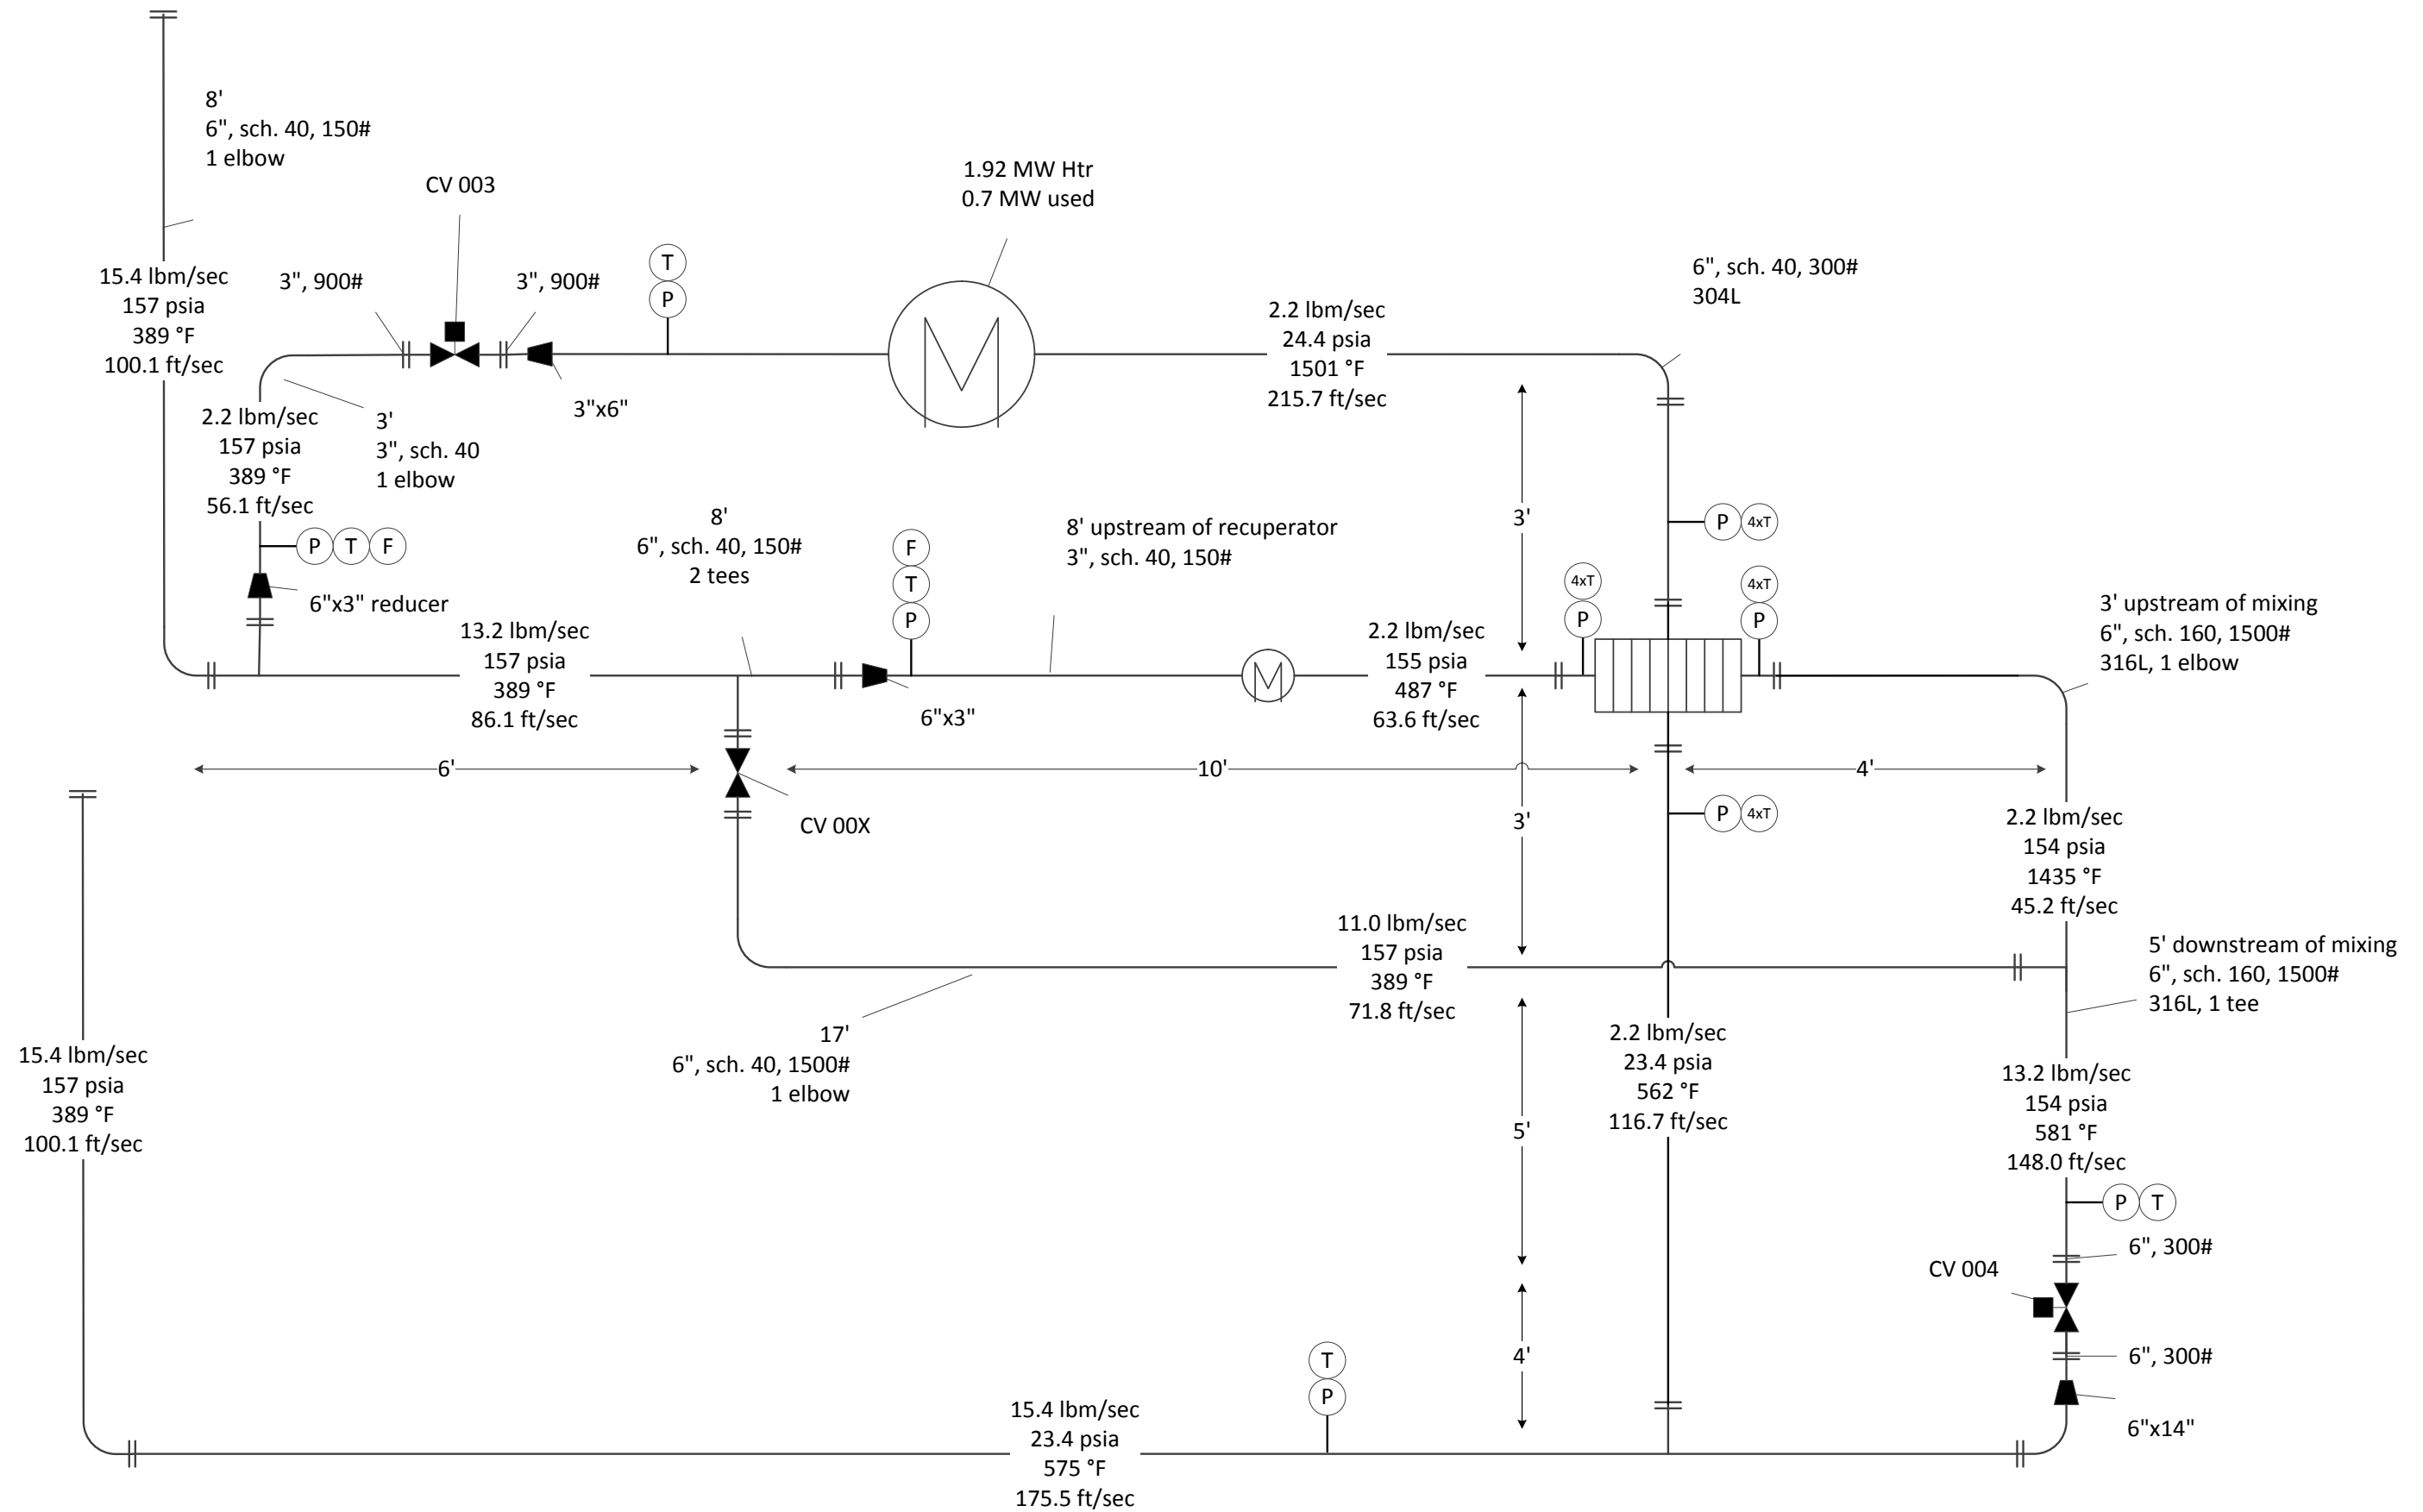 8'
6", sch. 40, 150#
1 elbow
CV 003
1.92 MW Htr
0.7 MW used
15.4 lbm/sec
157 psia
389 °F
100.1 ft/sec
3", 900#
3", 900#
T
P
2.2 lbm/sec
24.4 psia
1501 °F
215.7 ft/sec
6", sch. 40, 300#
304L
3"x6"
2.2 lbm/sec
157 psia
389 °F
56.1 ft/sec
3'
3", sch. 40
1 elbow
P
T
F
6"x3" reducer
8'
6", sch. 40, 150#
2 tees
F
T
P
8' upstream of recuperator
3", sch. 40, 150#
3'
P
4xT
4xT
P
4xT
P
3' upstream of mixing
6", sch. 160, 1500#
316L, 1 elbow
13.2 lbm/sec
157 psia
389 °F
86.1 ft/sec
6"x3"
2.2 lbm/sec
155 psia
487 °F
63.6 ft/sec
6'
10'
4'
CV 00X
3'
P
4xT
2.2 lbm/sec
154 psia
1435 °F
45.2 ft/sec
11.0 lbm/sec
157 psia
389 °F
71.8 ft/sec
5' downstream of mixing
6", sch. 160, 1500#
316L, 1 tee
17'
6", sch. 40, 1500#
1 elbow
15.4 lbm/sec
157 psia
389 °F
100.1 ft/sec
5'
2.2 lbm/sec
23.4 psia
562 °F
116.7 ft/sec
13.2 lbm/sec
154 psia
581 °F
148.0 ft/sec
P
T
6", 300#
CV 004
4'
6", 300#
T
P
6"x14"
15.4 lbm/sec
23.4 psia
575 °F
175.5 ft/sec